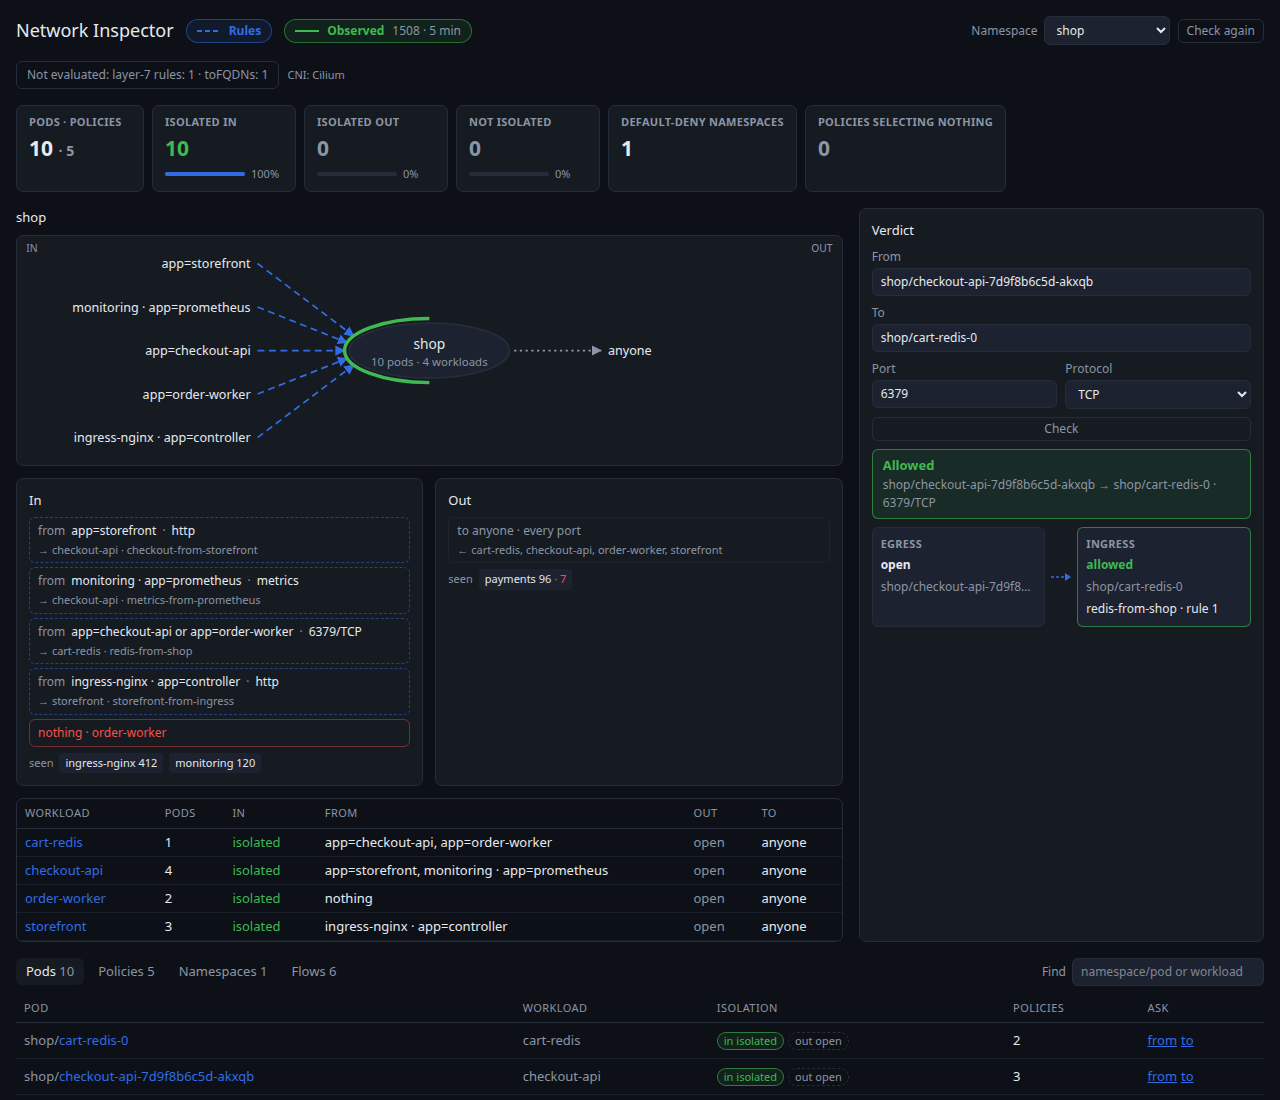 Network Inspector Rules Observed 1508 · 5 min Namespace shop Check again
Not evaluated: layer-7 rules: 1 · toFQDNs: 1 CNI: Cilium
PODS · POLICIES
10 · 5
ISOLATED IN
10
100%
ISOLATED OUT
0
0%
NOT ISOLATED
0
0%
DEFAULT-DENY NAMESPACES
1
POLICIES SELECTING NOTHING
0
shop
IN OUT
app=storefront
monitoring · app=prometheus
app=checkout-api
app=order-worker
ingress-nginx · app=controller
shop
10 pods · 4 workloads
anyone
In
from app=storefront · http
→ checkout-api · checkout-from-storefront
from monitoring · app=prometheus · metrics
→ checkout-api · metrics-from-prometheus
from app=checkout-api or app=order-worker · 6379/TCP
→ cart-redis · redis-from-shop
from ingress-nginx · app=controller · http
→ storefront · storefront-from-ingress
nothing · order-worker
seen ingress-nginx 412 monitoring 120
Out
to anyone · every port
← cart-redis, checkout-api, order-worker, storefront
seen payments 96 · 7
Verdict
From
shop/checkout-api-7d9f8b6c5d-akxqb
To
shop/cart-redis-0
Port Protocol
6379 TCP
Check
Allowed
shop/checkout-api-7d9f8b6c5d-akxqb → shop/cart-redis-0 ·
6379/TCP
EGRESS
open
shop/checkout-api-7d9f8...
INGRESS
allowed
shop/cart-redis-0
redis-from-shop · rule 1
WORKLOAD PODS IN FROM OUT TO
cart-redis 1 isolated app=checkout-api, app=order-worker open anyone
checkout-api 4 isolated app=storefront, monitoring · app=prometheus open anyone
order-worker 2 isolated nothing open anyone
storefront 3 isolated ingress-nginx · app=controller open anyone
Pods 10 Policies 5 Namespaces 1 Flows 6 Find namespace/pod or workload
POD WORKLOAD ISOLATION POLICIES ASK
shop/cart-redis-0 cart-redis in isolated out open 2 from to
shop/checkout-api-7d9f8b6c5d-akxqb checkout-api in isolated out open 3 from to